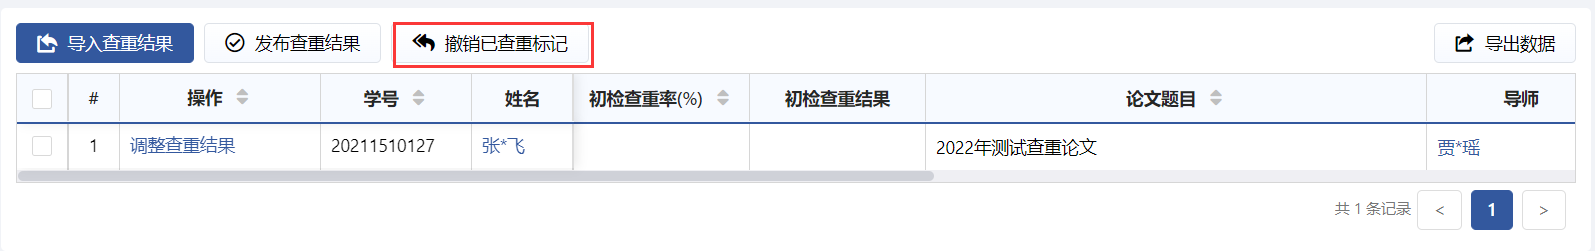 导入查重结果 发布查重结果 撤销已查重标记 导出数据
# 操作 学号 姓名 初检查重率(%) 初检查重结果 论文题目 导师
1 调整查重结果 20211510127 张*飞 2022年测试查重论文 贾*瑶
共 1 条记录 < 1 >